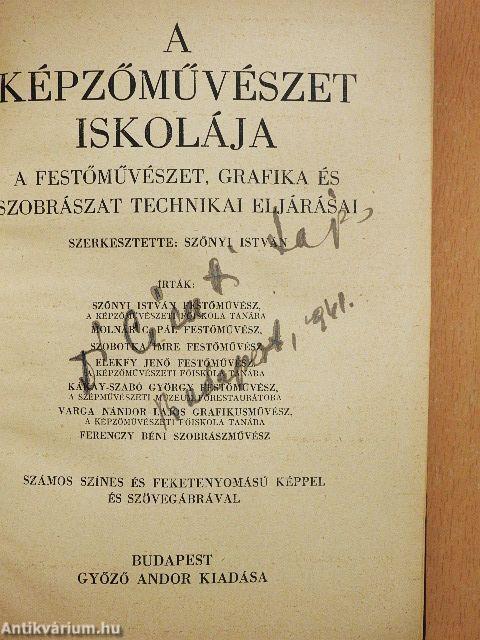 A
KÉPZŐMŰVÉSZET
ISKOLÁJA
A FESTŐMŰVÉSZET, GRAFIKA ÉS
SZOBRÁSZAT TECHNIKAI ELJÁRÁSAI
SZERKESZTETTE: SZŐNYI ISTVÁN
ÍRTÁK:
SZŐNYI ISTVÁN FESTŐMŰVÉSZ,
A KÉPZŐMŰVÉSZETI FŐISKOLA TANÁRA
MOLNÁR C. PÁL FESTŐMŰVÉSZ,
SZOBOTKA IMRE FESTŐMŰVÉSZ
ELEKFY JENŐ FESTŐMŰVÉSZ,
A KÉPZŐMŰVÉSZETI FŐISKOLA TANÁRA
KÁKAY-SZABÓ GYÖRGY FESTŐMŰVÉSZ,
A SZÉPMŰVÉSZETI MÚZEUM FŐRESTAURÁTORA
VARGA NÁNDOR LAJOS GRAFIKUSMŰVÉSZ,
A KÉPZŐMŰVÉSZETI FŐISKOLA TANÁRA
FERENCZY BÉNI SZOBRÁSZMŰVÉSZ
Lajos
Budapest, 1941.
SZÁMOS SZÍNES ÉS FEKETENYOMÁSÚ KÉPPEL
ÉS SZÖVEGÁBRÁVAL
BUDAPEST
GYŐZŐ ANDOR KIADÁSA
Antikvárium.hu